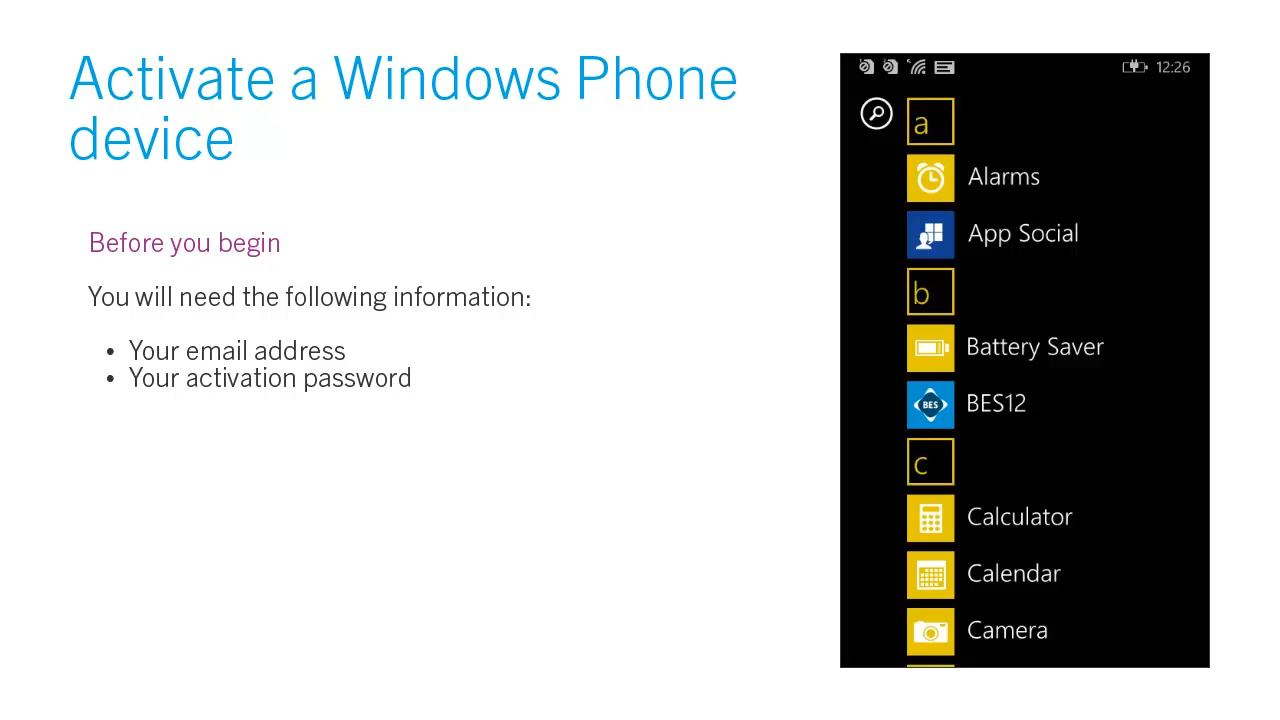 Activate a Windows Phone
device
Before you begin
You will need the following information:
• Your email address
• Your activation password
12:26
a
Alarms
App Social
b
Battery Saver
BES
BES12
c
Calculator
Calendar
Camera